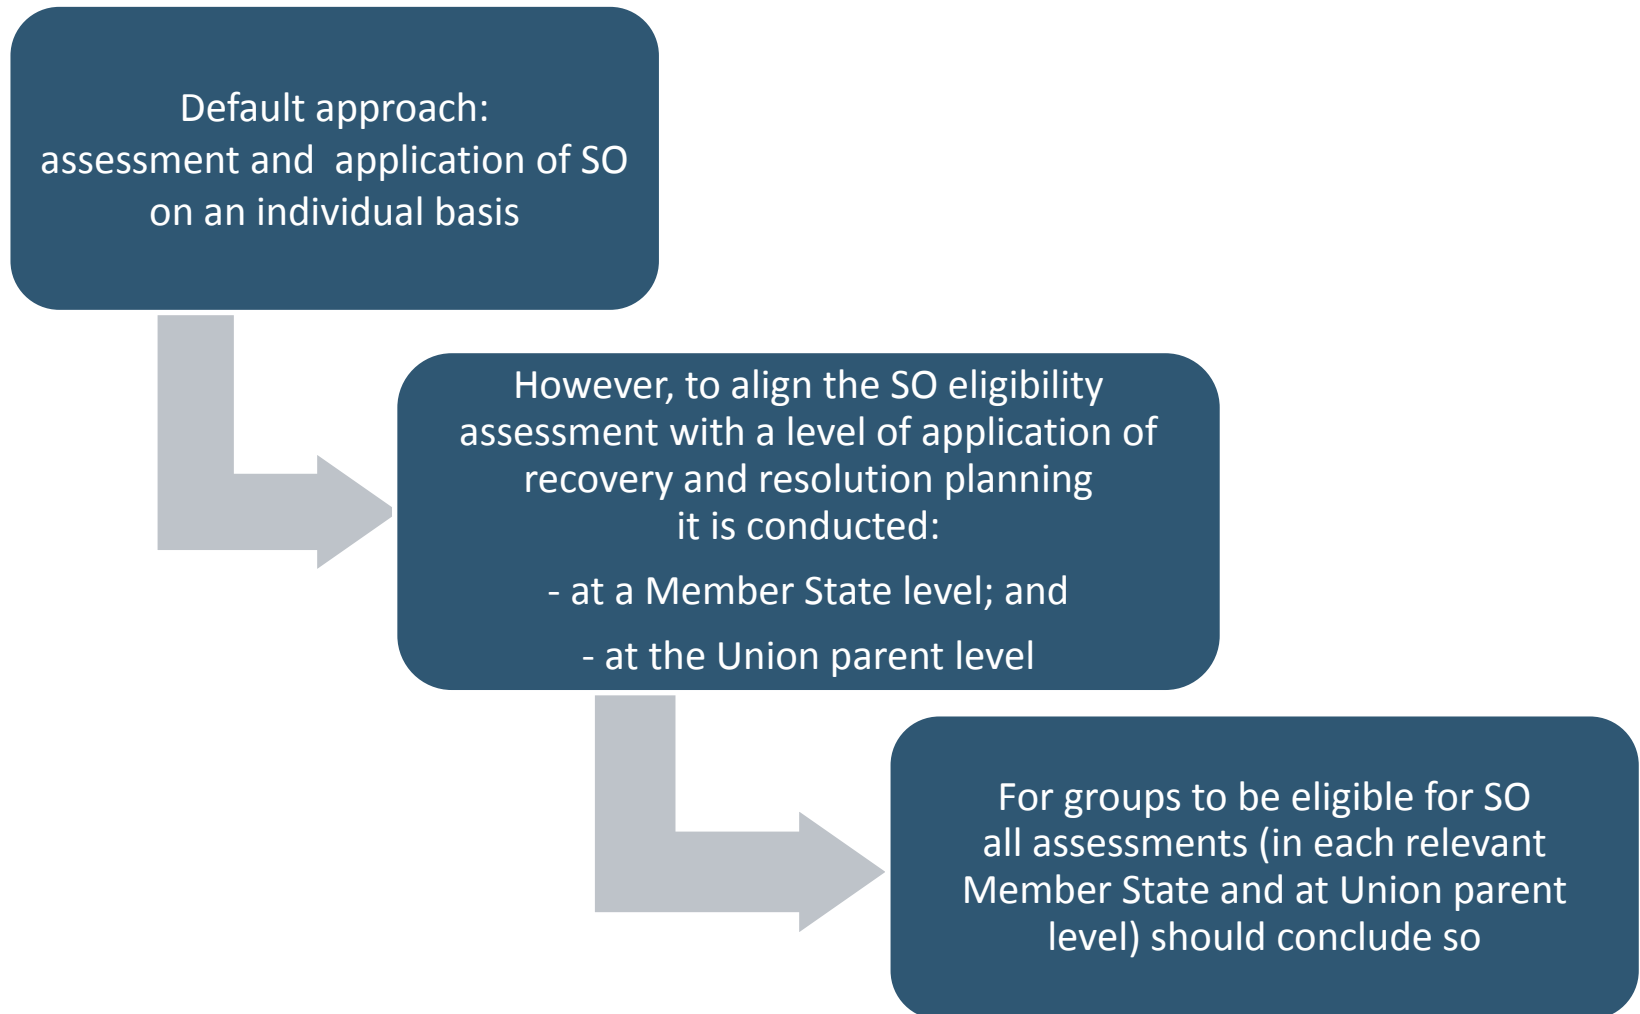 Default approach:
assessment and  application of SO
on an individual basis
However, to align the SO eligibility
assessment with a level of application of
recovery and resolution planning
it is conducted:
- at a Member State level; and
- at the Union parent level
For groups to be eligible for SO
all assessments (in each relevant
Member State and at Union parent
level) should conclude so